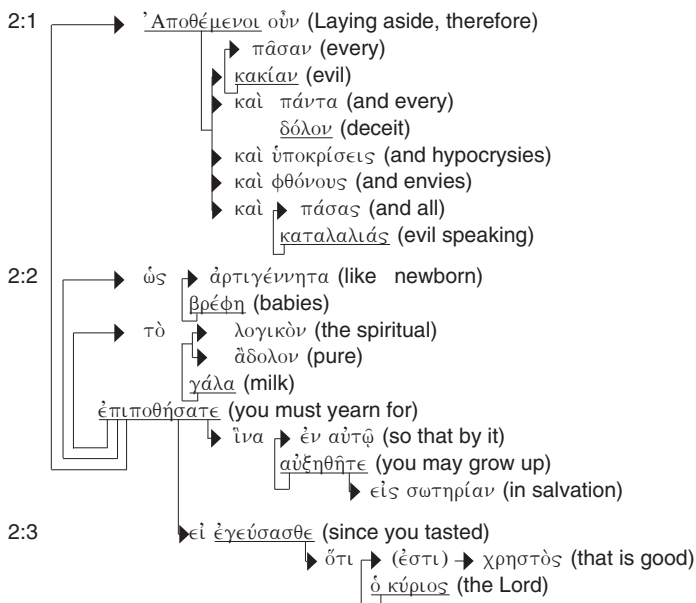 2:1 Ἀποθέμενοι οὖν (Laying aside, therefore)
πᾶσαν (every)
κακίαν (evil)
καὶ πάντα (and every)
δόλον (deceit)
καὶ ὑποκρίσεις (and hypocrysies)
καὶ φθόνους (and envies)
καὶ πάσας (and all)
καταλαλιάς (evil speaking)
2:2 ὡς ἀρτιγέννητα (like newborn)
βρέφη (babies)
τὸ λογικὸν (the spiritual)
ἄδολον (pure)
γάλα (milk)
ἐπιποθήσατε (you must yearn for)
ἵνα ἐν αὐτῷ (so that by it)
αὐξηθῆτε (you may grow up)
εἰς σωτηρίαν (in salvation)
2:3 εἰ ἐγεύσασθε (since you tasted)
ὅτι (ἐστι) χρηστὸς (that is good)
ὁ κύριος (the Lord)